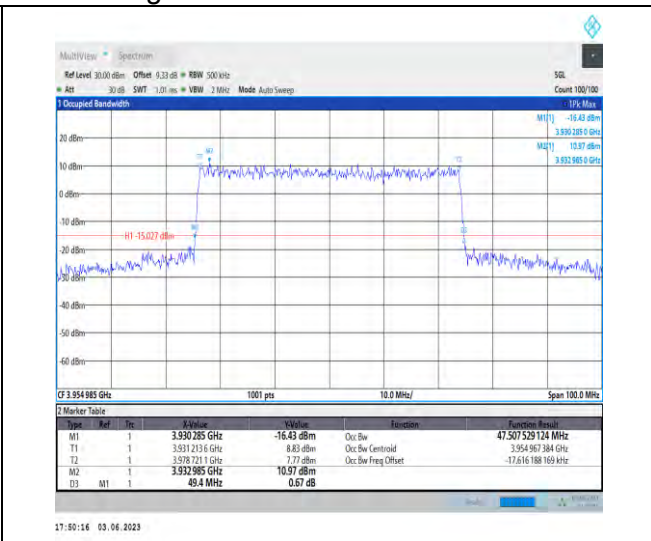 MultiView Spectrum
Ref Level 30.00 dBm Offset 9.33 dB RBW 500 kHz SGL
Att 30 dB SWT 1.01 ms VBW 2 MHz Mode Auto Sweep Count 100/100
1 Occupied Bandwidth 1Pk Max
M1[1] -16.43 dBm
3.930 285 0 GHz
M2[1] 10.97 dBm
3.932 985 0 GHz
20 dBm
10 dBm
0 dBm
-10 dBm
H1 -15.027 dBm
-20 dBm
-30 dBm
-40 dBm
-50 dBm
-60 dBm
CF 3.954 985 GHz 1001 pts 10.0 MHz/ Span 100.0 MHz
2 Marker Table
Type Ref Trc X-Value Y-Value Function Function Result
M1 1 3.930 285 GHz -16.43 dBm Occ Bw 47.507 529 124 MHz
T1 1 3.931 213 6 GHz 8.83 dBm Occ Bw Centroid 3.954 967 384 GHz
T2 1 3.978 721 1 GHz 7.77 dBm Occ Bw Freq Offset -17.616 188 169 kHz
M2 1 3.932 985 GHz 10.97 dBm
D3 M1 1 49.4 MHz 0.67 dB
17:50:16 03.06.2023